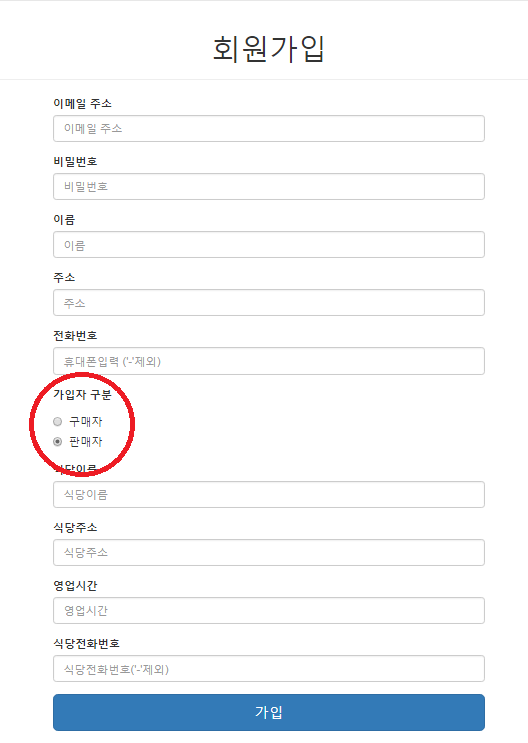 회원가입
이메일 주소
이메일 주소
비밀번호
비밀번호
이름
이름
주소
주소
전화번호
휴대폰입력 ('-'제외)
가입자 구분
구매자
판매자
식당이름
식당이름
식당주소
식당주소
영업시간
영업시간
식당전화번호
식당전화번호('-'제외)
가입